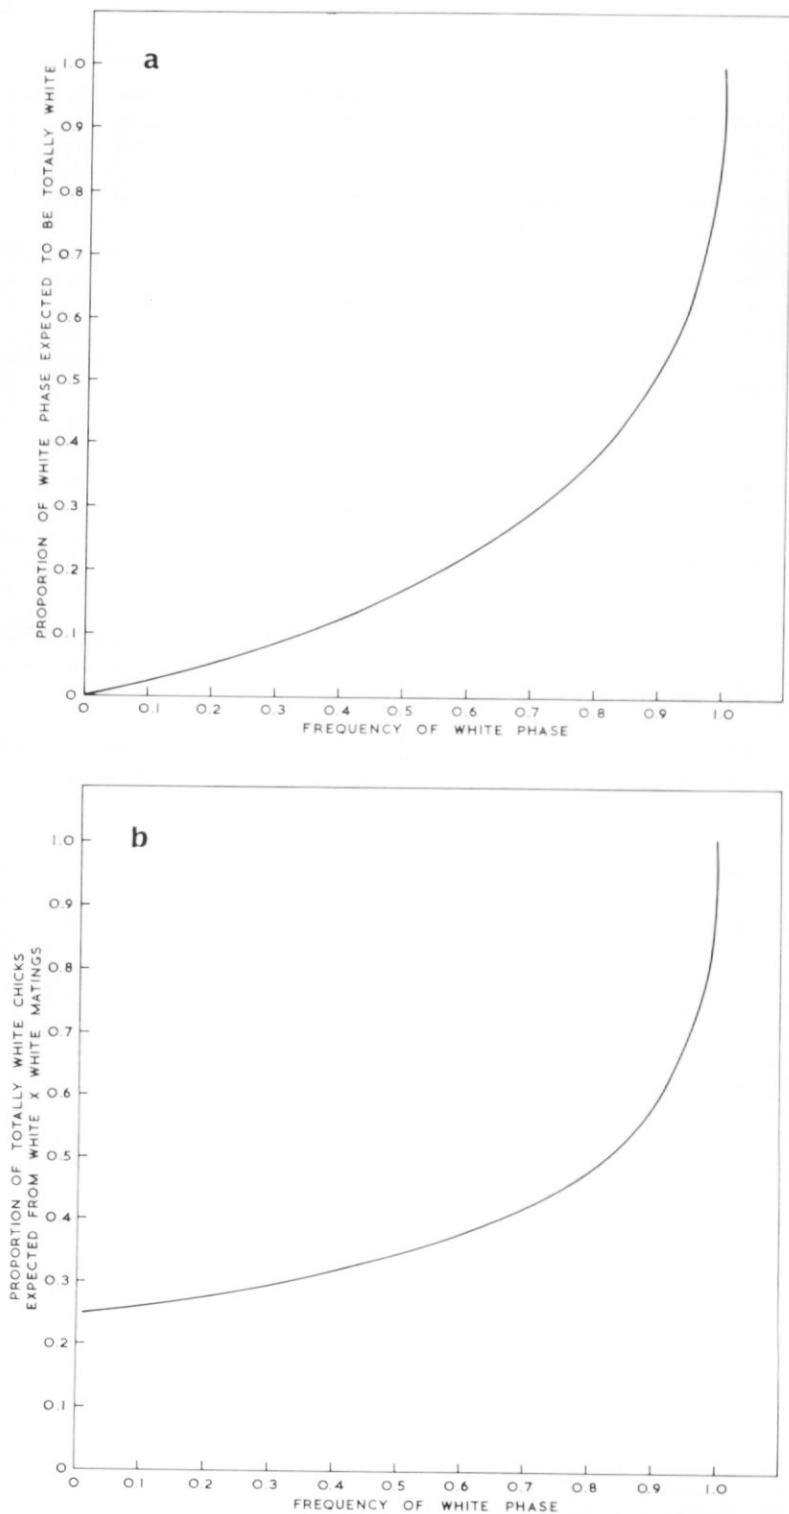 a
PROPORTION OF WHITE PHASE EXPECTED TO BE TOTALLY WHITE
1.0
0.9
0.8
0.7
0.6
0.5
0.4
0.3
0.2
0.1
0
0 0.1 0.2 0.3 0.4 0.5 0.6 0.7 0.8 0.9 1.0
FREQUENCY OF WHITE PHASE
b
PROPORTION OF TOTALLY WHITE CHICKS
EXPECTED FROM WHITE X WHITE MATINGS
1.0
0.9
0.8
0.7
0.6
0.5
0.4
0.3
0.2
0.1
0
0 0.1 0.2 0.3 0.4 0.5 0.6 0.7 0.8 0.9 1.0
FREQUENCY OF WHITE PHASE